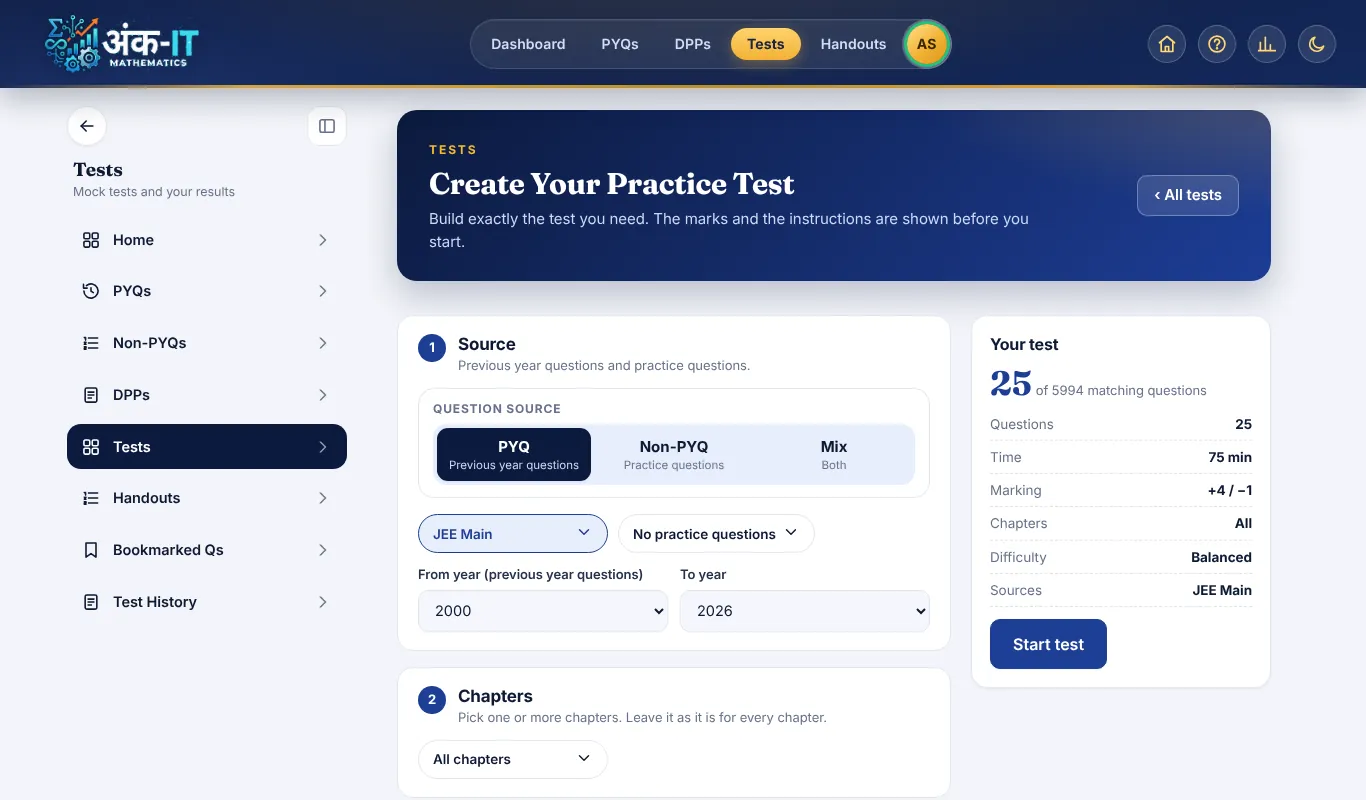 अंक-IT
MATHEMATICS
Dashboard
PYQs
DPPs
Tests
Handouts
AS
Tests
Mock tests and your results
Home
PYQs
Non-PYQs
DPPs
Tests
Handouts
Bookmarked Qs
Test History
TESTS
Create Your Practice Test
Build exactly the test you need. The marks and the instructions are shown before you
start.
‹ All tests
1
Source
Previous year questions and practice questions.
QUESTION SOURCE
PYQ
Previous year questions
Non-PYQ
Practice questions
Mix
Both
JEE Main
No practice questions
From year (previous year questions)
To year
2000
2026
2
Chapters
Pick one or more chapters. Leave it as it is for every chapter.
All chapters
Your test
25 of 5994 matching questions
Questions 25
Time 75 min
Marking +4 / −1
Chapters All
Difficulty Balanced
Sources JEE Main
Start test